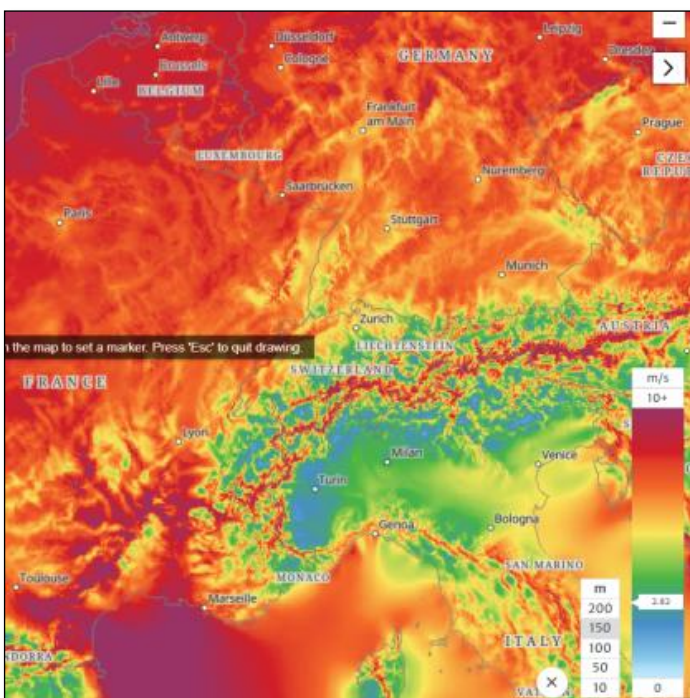 Antwerp
Düsseldorf
Leipzig
Brussels
Cologne
GERMANY
Dresden
Lille
BELGIUM
Frankfurt
am Main
Prague
LUXEMBOURG
Nuremberg
Saarbrücken
Paris
Stuttgart
Munich
Zurich
AUSTRIA
n the map to set a marker. Press 'Esc' to quit drawing.
LIECHTENSTEIN
SWITZERLAND
FRANCE
m/s
10+
Lyon
Milan
Venice
Turin
Bologna
Genoa
SAN MARINO
MONACO
Toulouse
m
Marseille
200
2.82
150
ITALY
100
NDORRA
50
10
0